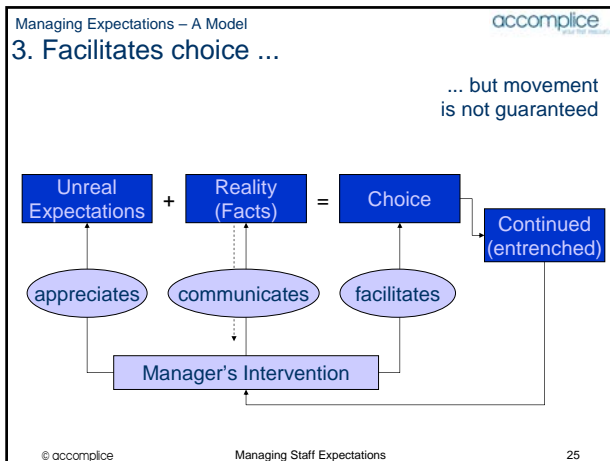 Managing Expectations – A Model
accomplice
3. Facilitates choice ...
... but movement
is not guaranteed
Unreal
Expectations
+
Reality
(Facts)
=
Choice
Continued
(entrenched)
appreciates
communicates
facilitates
Manager's Intervention
© accomplice
Managing Staff Expectations
25